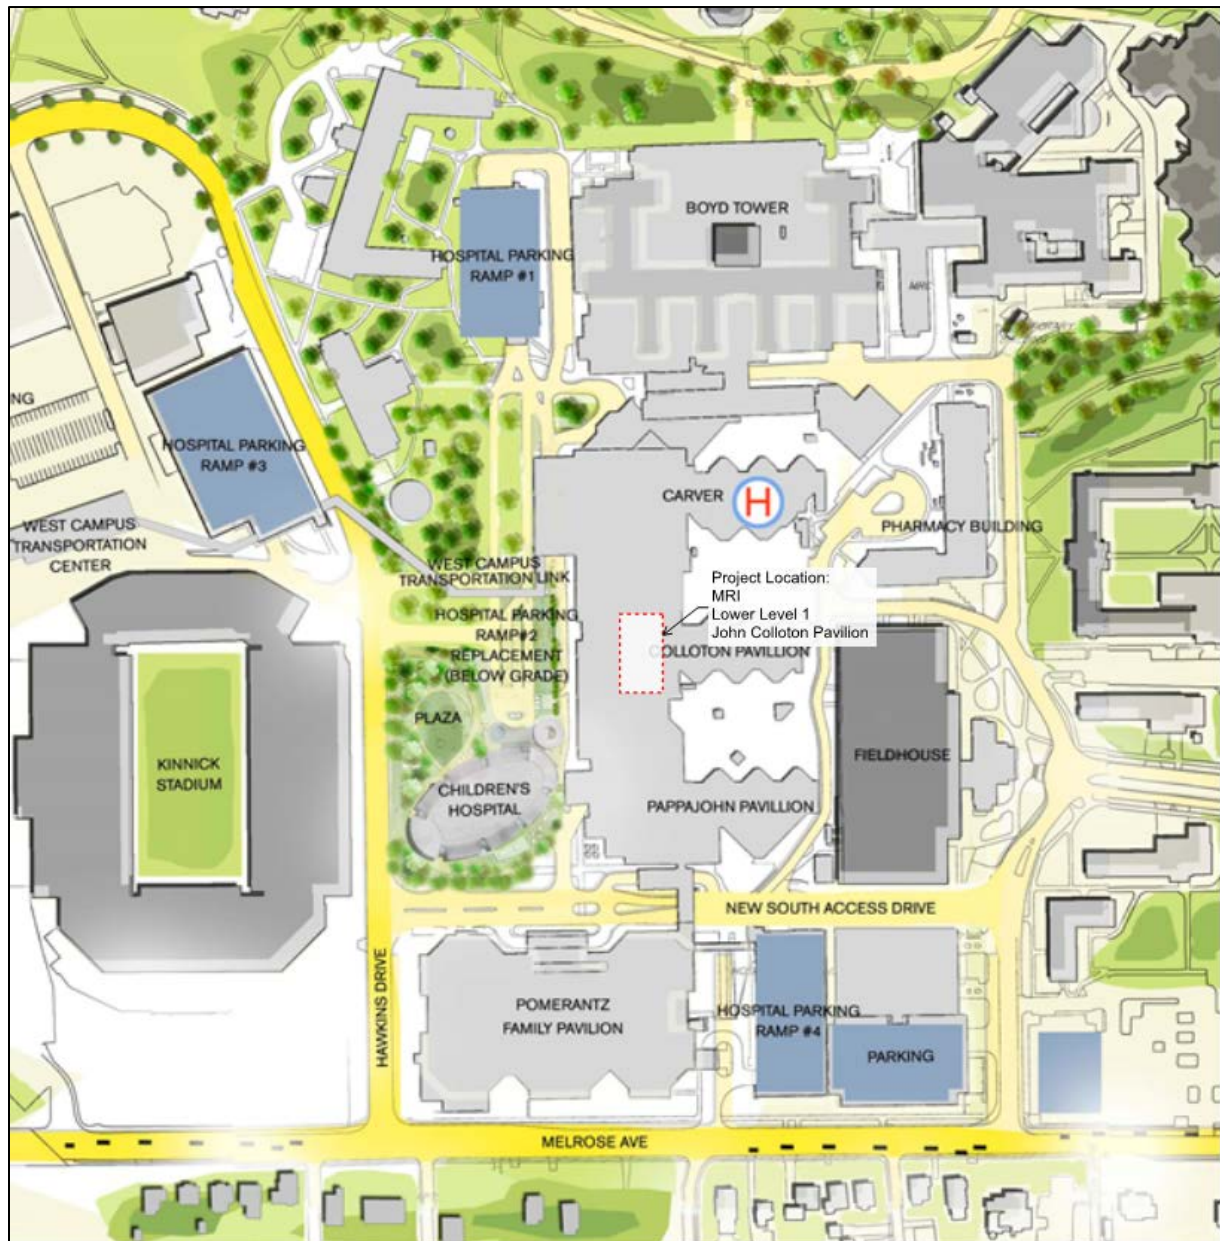 BOYD TOWER
HOSPITAL PARKING
RAMP #1
MRC
NG
HOSPITAL PARKING
RAMP #3
CARVER
H
WEST CAMPUS
TRANSPORTATION
CENTER
PHARMACY BUILDING
WEST CAMPUS
TRANSPORTATION LINK
Project Location:
MRI
Lower Level 1
John Colloton Pavilion
HOSPITAL PARKING
RAMP#2
REPLACEMENT
(BELOW GRADE)
COLLOTON PAVILLION
PLAZA
KINNICK
STADIUM
FIELDHOUSE
CHILDREN'S
HOSPITAL
PAPPAJOHN PAVILLION
NEW SOUTH ACCESS DRIVE
HAWKINS DRIVE
POMERANTZ
FAMILY PAVILION
HOSPITAL PARKING
RAMP #4
PARKING
MELROSE AVE